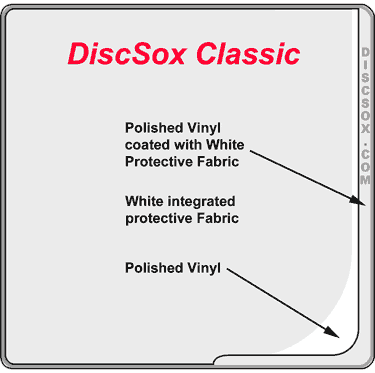 DiscSox Classic
DISCSOX.COM
Polished Vinyl
coated with White
Protective Fabric
White integrated
protective Fabric
Polished Vinyl